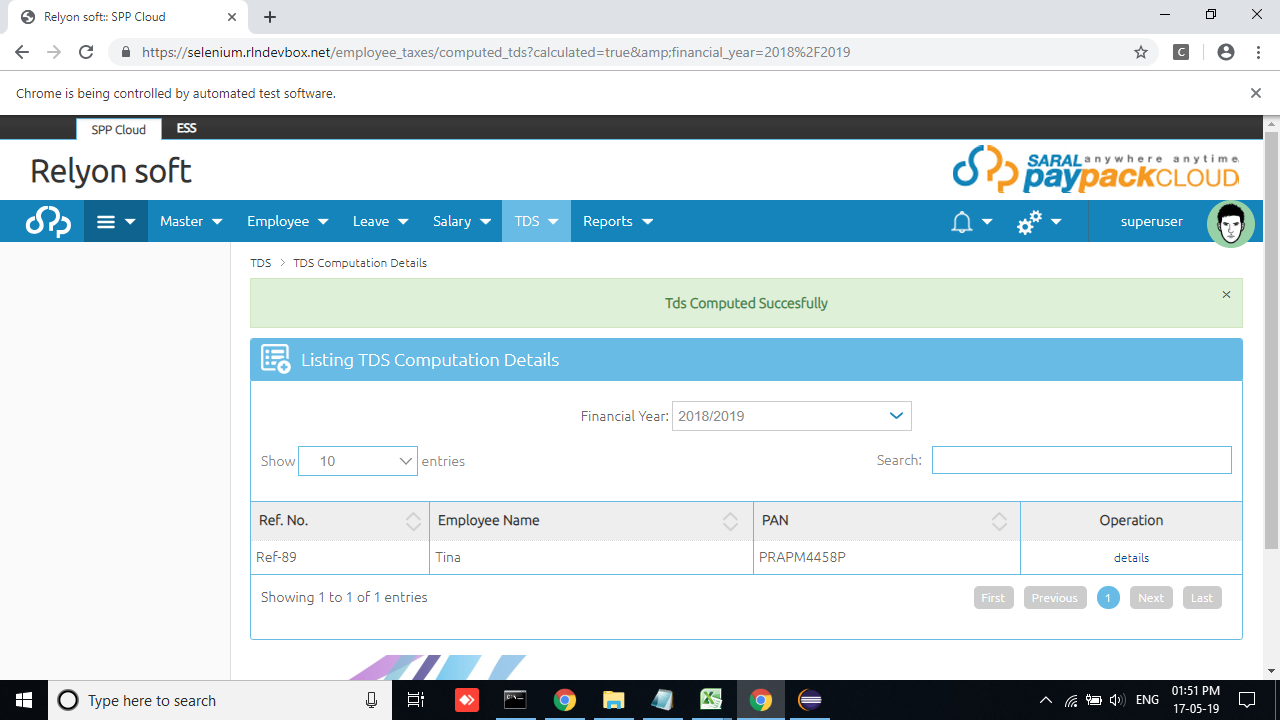 Relyon soft:: SPP Cloud
https://selenium.rlndevbox.net/employee_taxes/computed_tds?calculated=true&amp;financial_year=2018%2F2019
C
Chrome is being controlled by automated test software.
SPP Cloud ESS
Relyon soft
SARAL anywhere anytime
paypackCLOUD
Master Employee Leave Salary TDS Reports superuser
TDS > TDS Computation Details
Tds Computed Succesfully
Listing TDS Computation Details
Financial Year: 2018/2019
Show 10 entries Search:
Ref. No. Employee Name PAN Operation
Ref-89 Tina PRAPM4458P details
Showing 1 to 1 of 1 entries First Previous 1 Next Last
Type here to search ENG 01:51 PM
17-05-19